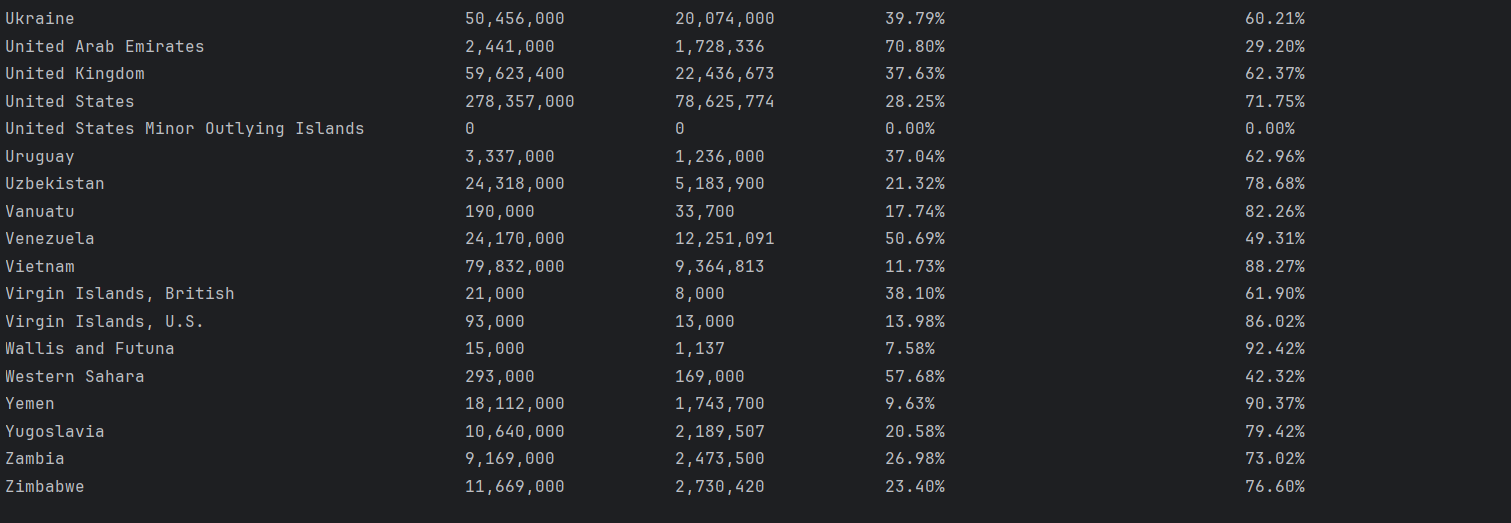 Ukraine 50,456,000 20,074,000 39.79% 60.21%
United Arab Emirates 2,441,000 1,728,336 70.80% 29.20%
United Kingdom 59,623,400 22,436,673 37.63% 62.37%
United States 278,357,000 78,625,774 28.25% 71.75%
United States Minor Outlying Islands 0 0 0.00% 0.00%
Uruguay 3,337,000 1,236,000 37.04% 62.96%
Uzbekistan 24,318,000 5,183,900 21.32% 78.68%
Vanuatu 190,000 33,700 17.74% 82.26%
Venezuela 24,170,000 12,251,091 50.69% 49.31%
Vietnam 79,832,000 9,364,813 11.73% 88.27%
Virgin Islands, British 21,000 8,000 38.10% 61.90%
Virgin Islands, U.S. 93,000 13,000 13.98% 86.02%
Wallis and Futuna 15,000 1,137 7.58% 92.42%
Western Sahara 293,000 169,000 57.68% 42.32%
Yemen 18,112,000 1,743,700 9.63% 90.37%
Yugoslavia 10,640,000 2,189,507 20.58% 79.42%
Zambia 9,169,000 2,473,500 26.98% 73.02%
Zimbabwe 11,669,000 2,730,420 23.40% 76.60%